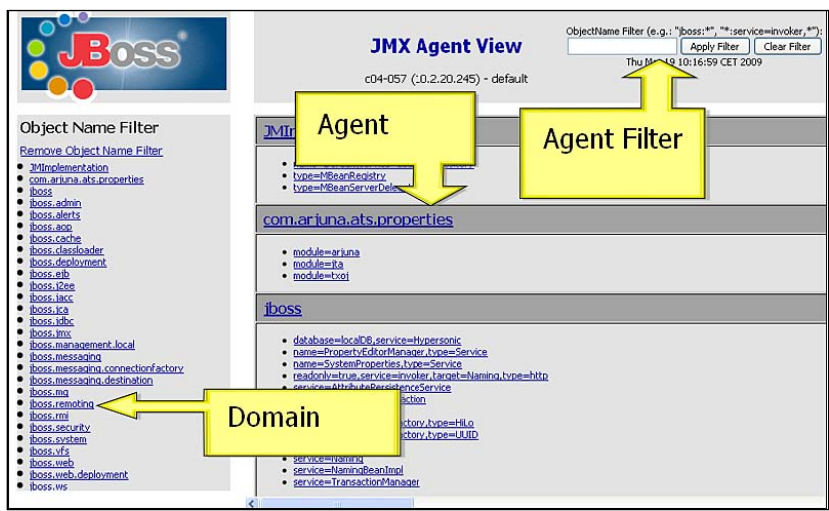 JBoss
JMX Agent View
c04-057 (10.2.20.245) - default
ObjectName Filter (e.g.: "jboss:*", "*:service=invoker,*"):
Apply Filter
Clear Filter
10:16:59 CET 2009
Agent
Agent Filter
Domain
Object Name Filter
Remove Object Name Filter
JMImplementation
com.arjuna.ats.properties
jboss
jboss.admin
jboss.alerts
jboss.aop
jboss.cache
jboss.classloader
jboss.deployment
jboss.ejb
jboss.j2ee
jboss.jacc
jboss.jca
jboss.jdbc
jboss.jmx
jboss.management.local
jboss.messaging
jboss.messaging.connectionfactory
jboss.messaging.destination
jboss.mq
jboss.remoting
jboss.rmi
jboss.security
jboss.system
jboss.vfs
jboss.web
jboss.web.deployment
jboss.ws
type=MBeanRegistry
com.arjuna.ats.properties
module=arjuna
module=jta
module=txoj
jboss
database=localDB,service=Hypersonic
name=PropertyEditorManager,type=Service
name=SystemProperties,type=Service
readonly=true,service=invoker,target=Naming,type=http
service=AttributePersistenceService
service=Naming
service=NamingBeanImpl
service=TransactionManager